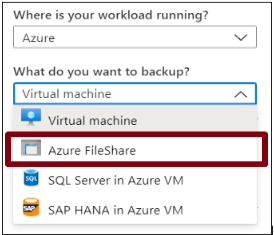 Where is your workload running?
Azure
What do you want to backup?
Virtual machine
Virtual machine
Azure FileShare
SQL Server in Azure VM
SAP HANA in Azure VM